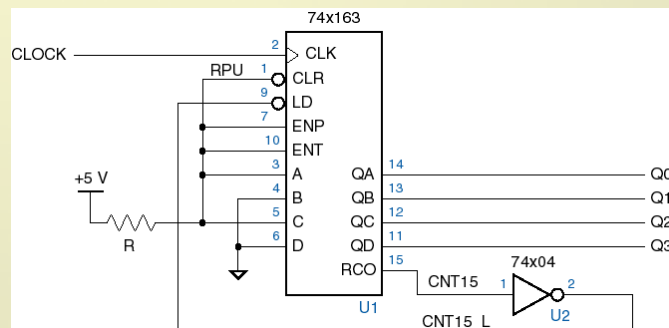 74x163
CLOCK 2 CLK
RPU 1 CLR
9 LD
7 ENP
10 ENT
3 A QA 14 Q0
+5 V 4 B QB 13 Q1
R 5 C QC 12 Q2
6 D QD 11 Q3
74x04
RCO 15 CNT15 1 2
U1 CNT15_L U2